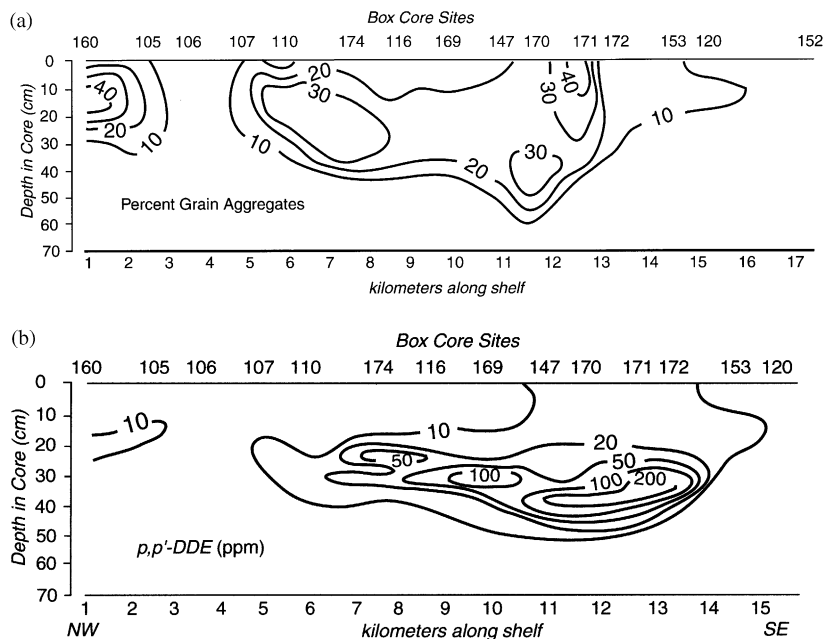 (a)
Box Core Sites
160 105 106 107 110 174 116 169 147 170 171 172 153 120 152
0
10
20
30
40
50
60
70
Depth in Core (cm)
40
20
10
10
20
30
20
30
40
30
10
Percent Grain Aggregates
1 2 3 4 5 6 7 8 9 10 11 12 13 14 15 16 17
kilometers along shelf
(b)
Box Core Sites
160 105 106 107 110 174 116 169 147 170 171 172 153 120
0
10
20
30
40
50
60
70
Depth in Core (cm)
10
10
20
50
50
100
100
200
p,p'-DDE (ppm)
1 2 3 4 5 6 7 8 9 10 11 12 13 14 15
NW kilometers along shelf SE